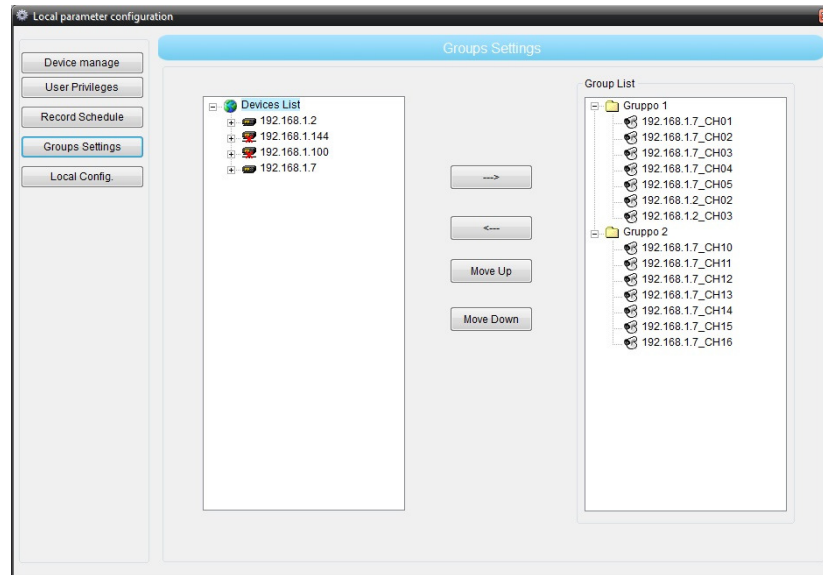 Local parameter configuration
Groups Settings
Device manage
User Privileges
Record Schedule
Groups Settings
Local Config.
Devices List
192.168.1.2
192.168.1.144
192.168.1.100
192.168.1.7
--->
<---
Move Up
Move Down
Group List
Gruppo 1
192.168.1.7_CH01
192.168.1.7_CH02
192.168.1.7_CH03
192.168.1.7_CH04
192.168.1.7_CH05
192.168.1.2_CH02
192.168.1.2_CH03
Gruppo 2
192.168.1.7_CH10
192.168.1.7_CH11
192.168.1.7_CH12
192.168.1.7_CH13
192.168.1.7_CH14
192.168.1.7_CH15
192.168.1.7_CH16